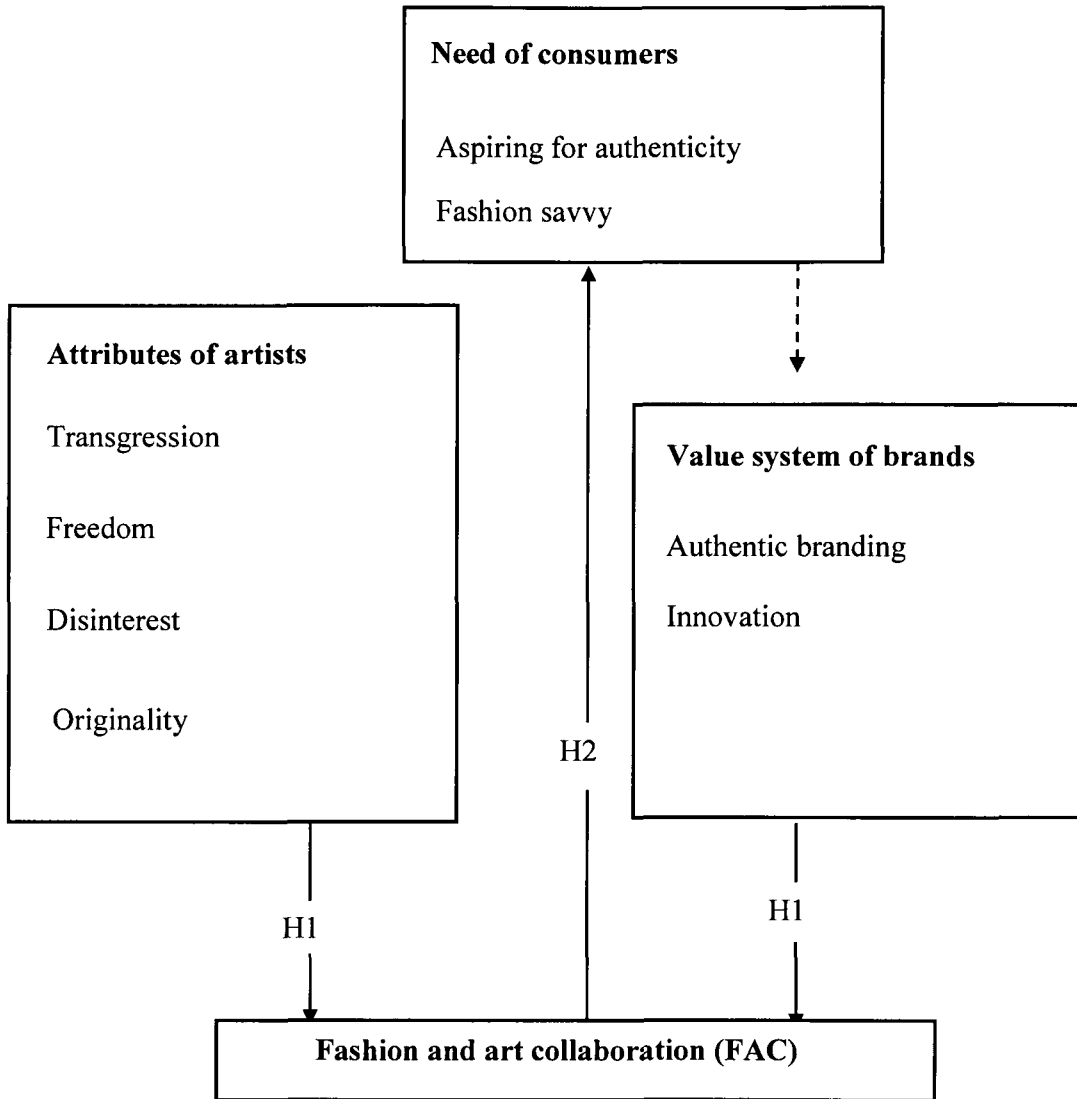 Need of consumers
Aspiring for authenticity
Fashion savvy
Attributes of artists
Transgression
Freedom
Disinterest
Originality
Value system of brands
Authentic branding
Innovation
H2
H1
H1
Fashion and art collaboration (FAC)